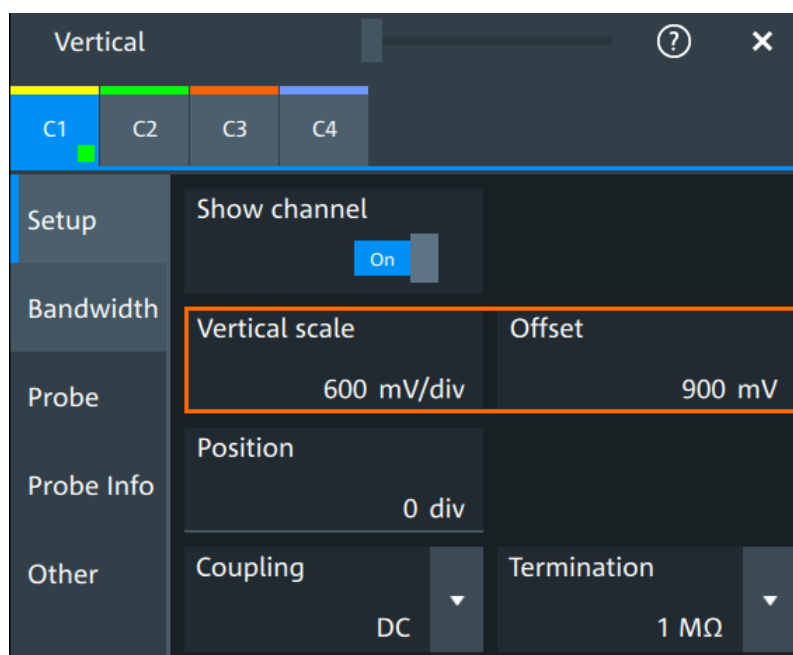 Vertical
?
×
C1
C2
C3
C4
Setup
Bandwidth
Probe
Probe Info
Other
Show channel
On
Vertical scale
600 mV/div
Offset
900 mV
Position
0 div
Coupling
DC
Termination
1 MΩ